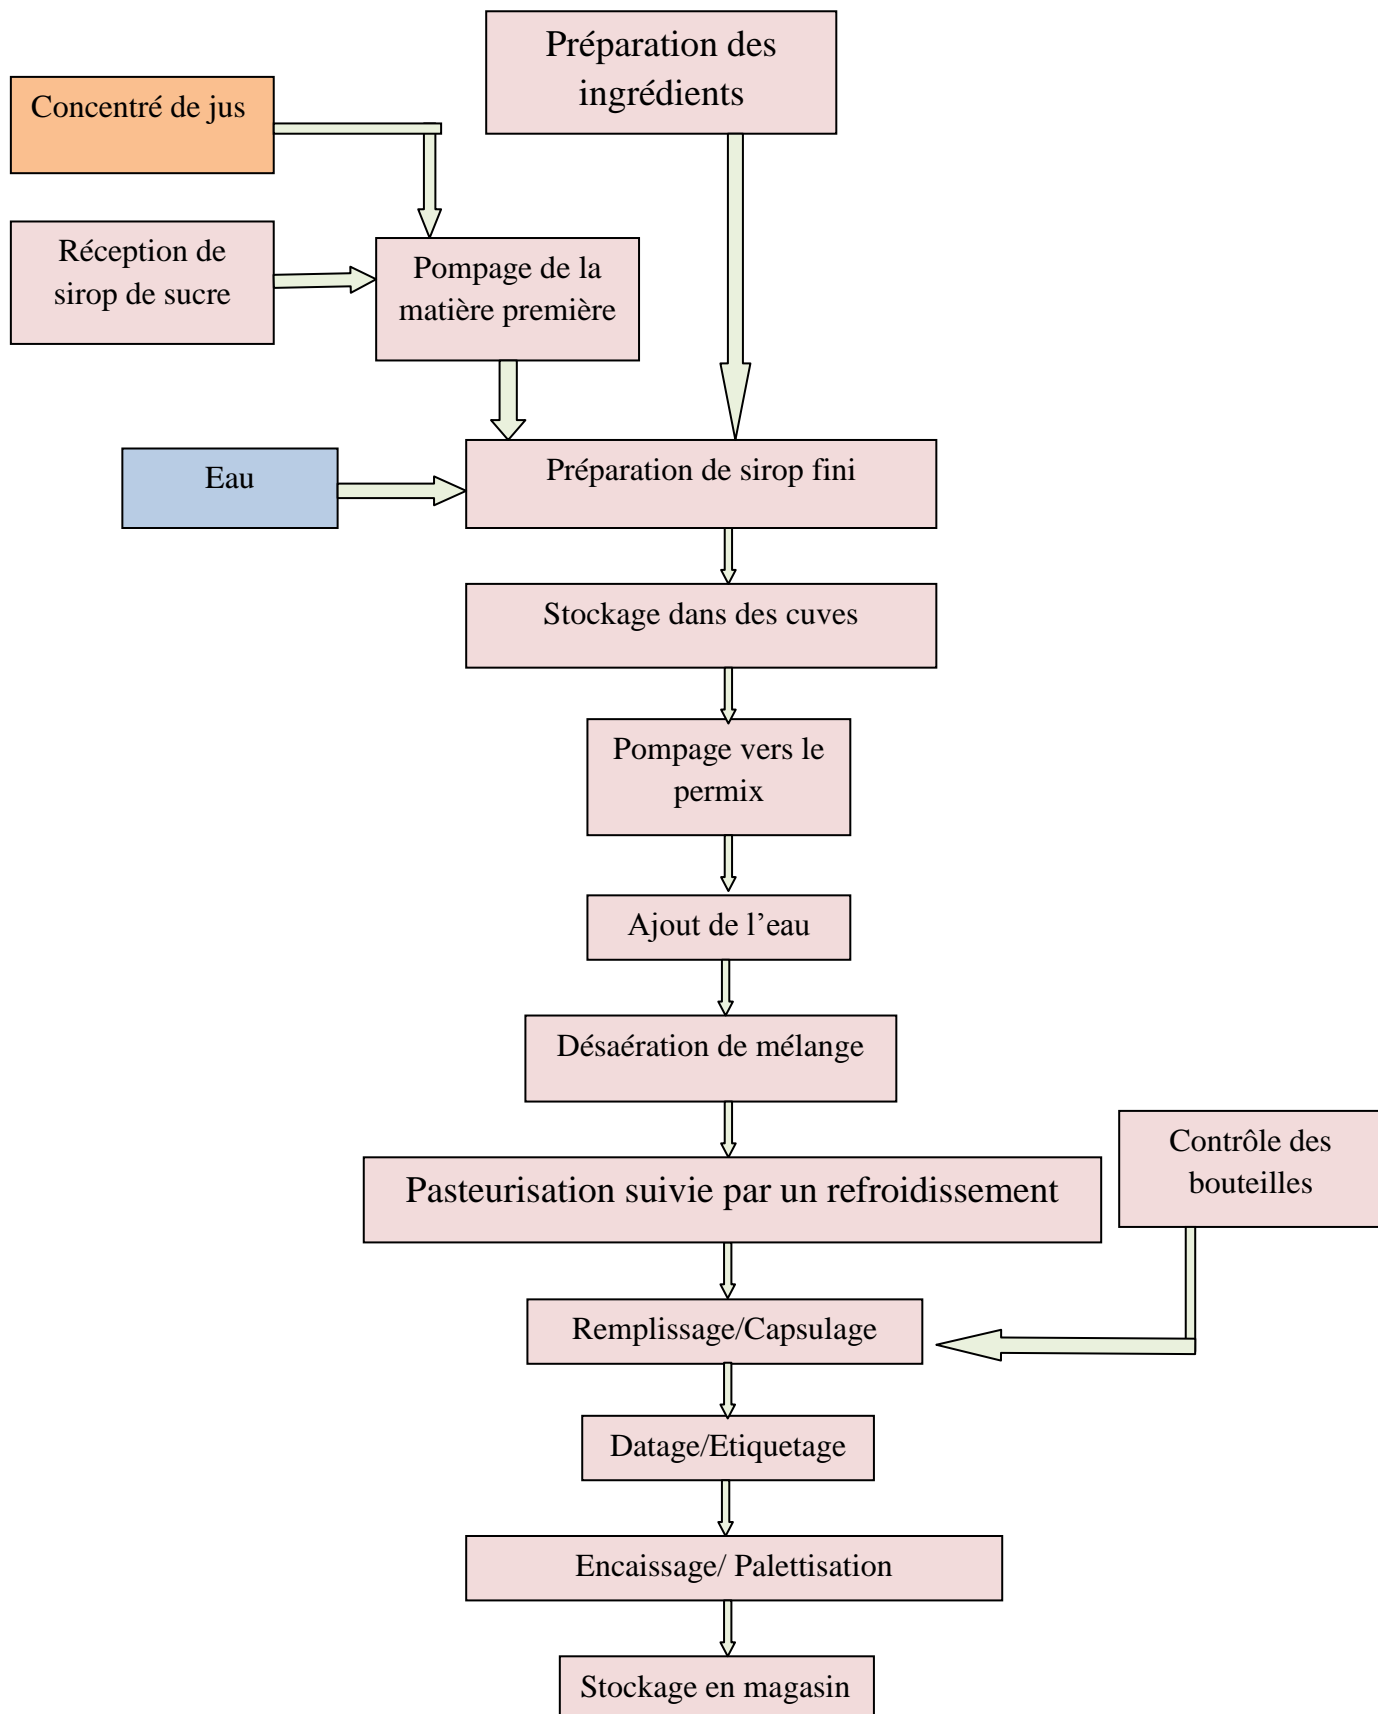 Préparation des
ingrédients
Concentré de jus
Réception de
sirop de sucre
Pompage de la
matière première
Eau
Préparation de sirop fini
Stockage dans des cuves
Pompage vers le
permix
Ajout de l’eau
Désaération de mélange
Contrôle des
bouteilles
Pasteurisation suivie par un refroidissement
Remplissage/Capsulage
Datage/Etiquetage
Encaissage/ Palettisation
Stockage en magasin